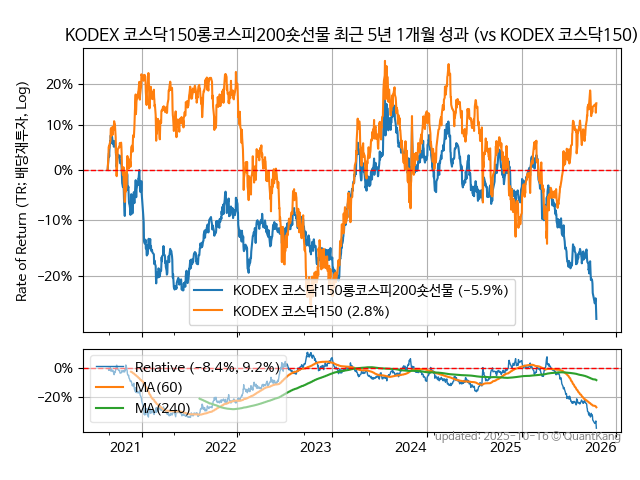 KODEX 코스닥150롱코스피200숏선물 최근 5년 1개월 성과 (vs KODEX 코스닥150)
Rate of Return (TR; 배당재투자, Log)
20%
10%
0%
−10%
−20%
KODEX 코스닥150롱코스피200숏선물 (−5.9%)
KODEX 코스닥150 (2.8%)
0%
−20%
Relative (−8.4%, 9.2%)
MA(60)
MA(240)
2021 2022 2023 2024 2025 2026
updated: 2025-10-16 © QuantKang